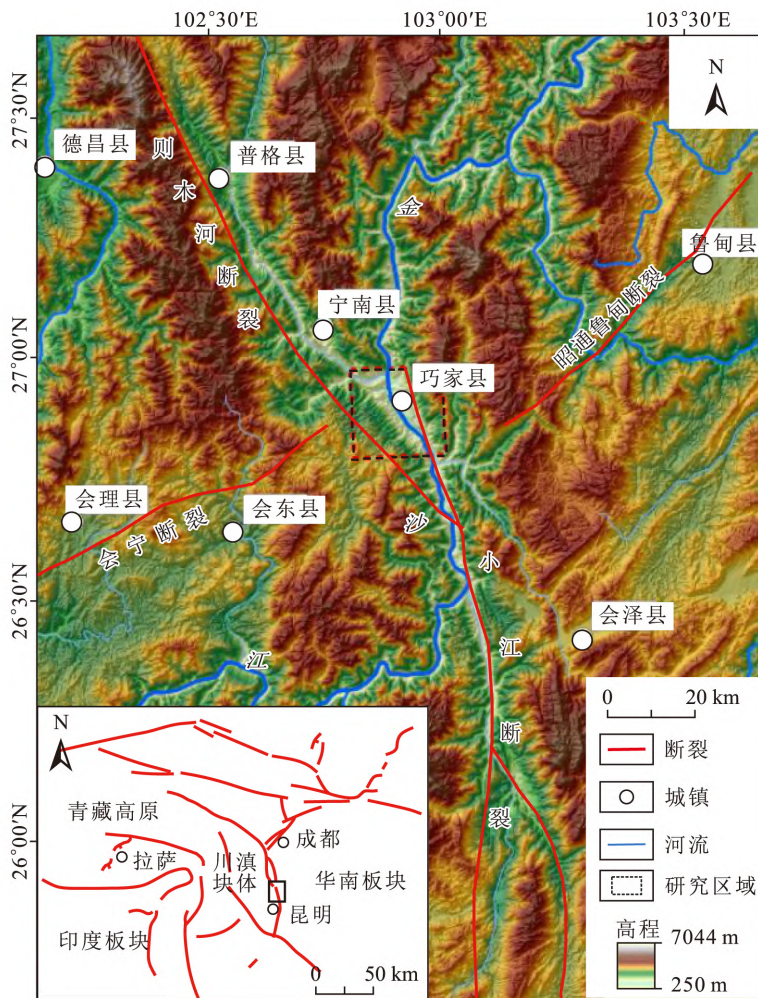 102°30′E
103°00′E
103°30′E
27°30′N
27°00′N
26°30′N
26°00′N
N
德昌县
普格县
则木河断裂
金
鲁甸县
宁南县
昭通鲁甸断裂
巧家县
会理县
会东县
会宁断裂
沙
小江断裂
会泽县
江
0 20 km
断裂
城镇
河流
研究区域
高程
7044 m
250 m
N
青藏高原
成都
拉萨
川滇
块体
华南板块
昆明
印度板块
0 50 km